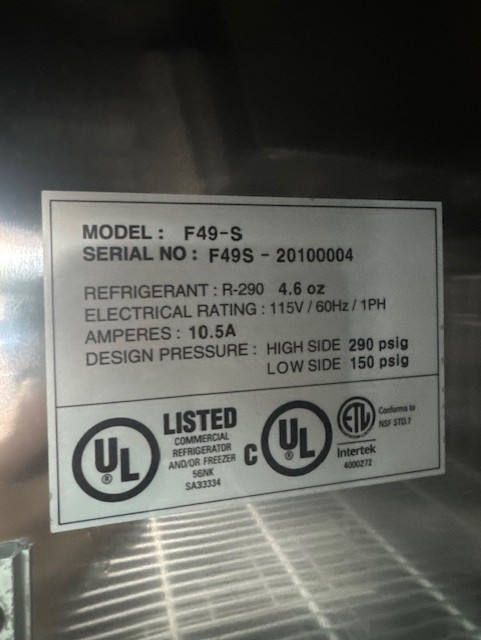 MODEL : F49-S
SERIAL NO : F49S - 20100004
REFRIGERANT : R-290 4.6 oz
ELECTRICAL RATING : 115V / 60Hz / 1PH
AMPERES : 10.5A
DESIGN PRESSURE : HIGH SIDE 290 psig
LOW SIDE 150 psig
UL
LISTED
COMMERCIAL
REFRIGERATOR
AND/OR FREEZER
56NK
SA33334
C UL
ETL
Intertek
4000272
Conforms to
NSF STD.7